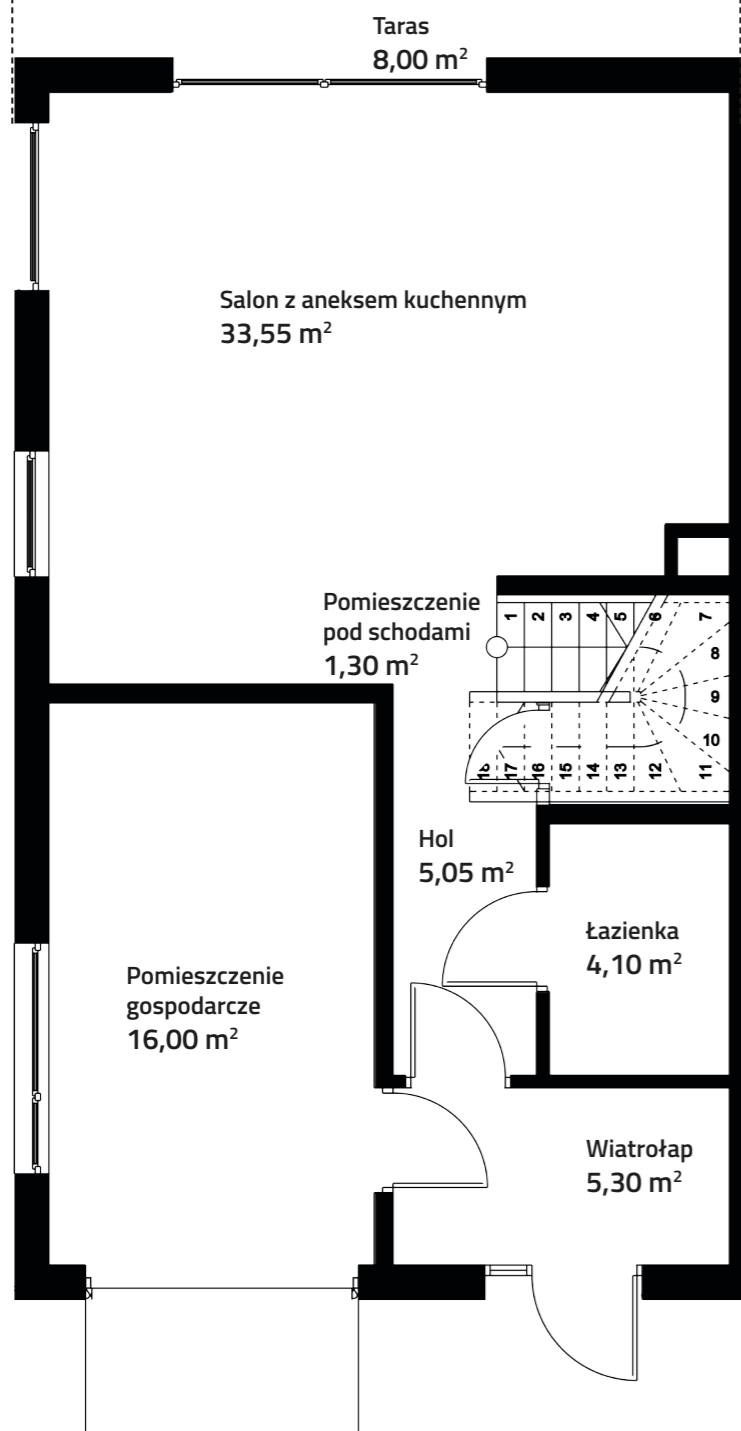 Taras
8,00 m²
Salon z aneksem kuchennym
33,55 m²
Pomieszczenie
pod schodami
1,30 m²
1 2 3 4 5 6 7
8
9
10
18 17 16 15 14 13 12 11
Hol
5,05 m²
Łazienka
4,10 m²
Pomieszczenie
gospodarcze
16,00 m²
Wiatrołap
5,30 m²